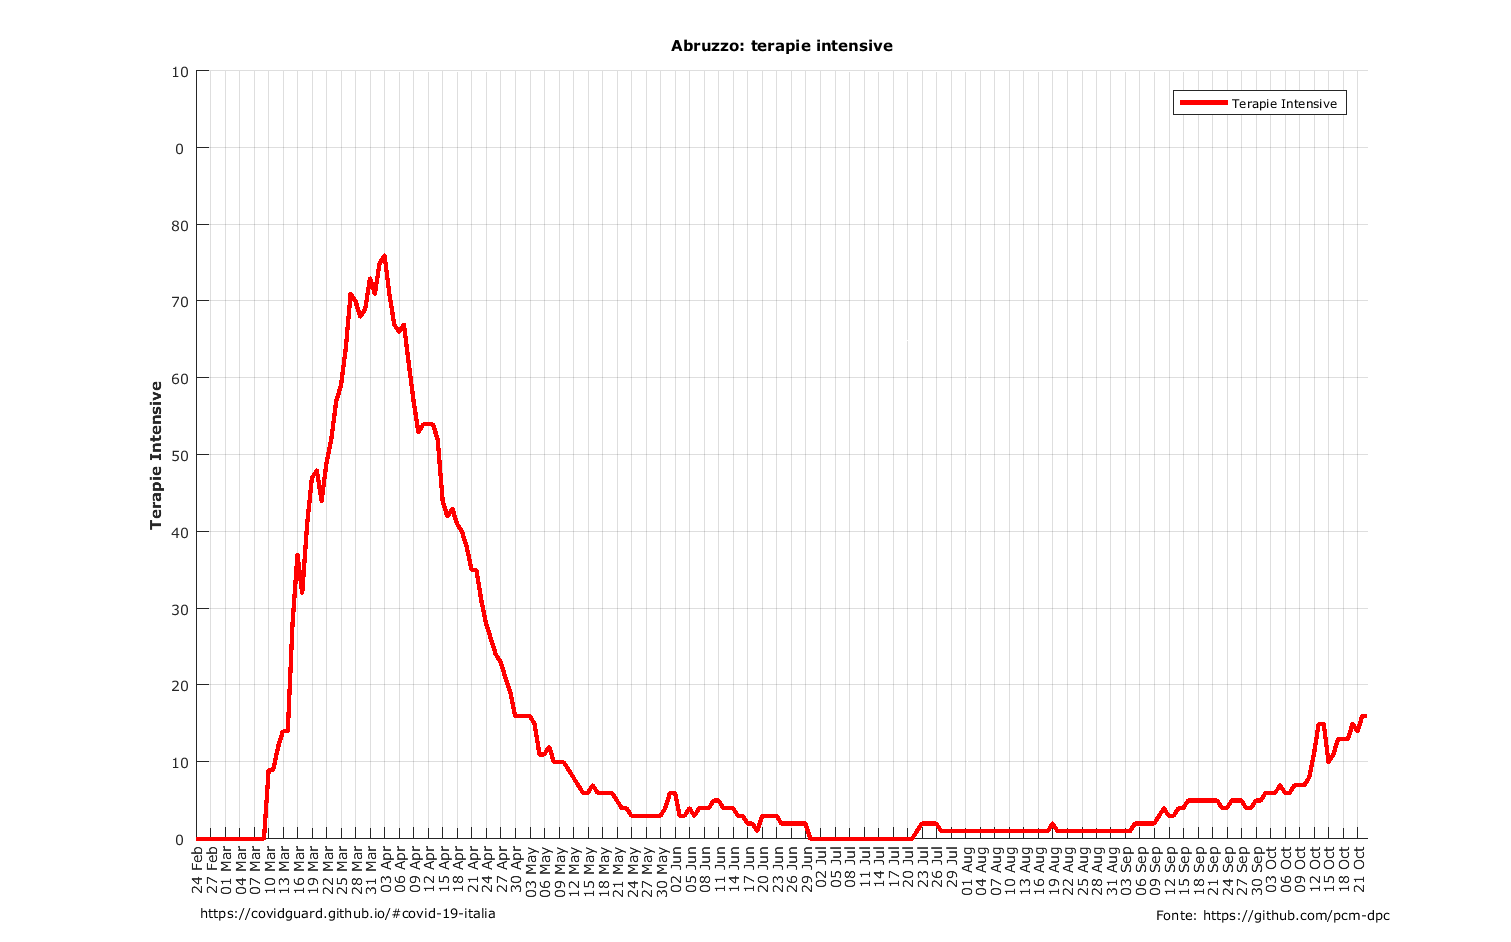 Abruzzo: terapie intensive
10
0
80
70
60
50
40
30
20
10
0
Terapie Intensive
Terapie Intensive
24 Feb
27 Feb
01 Mar
04 Mar
07 Mar
10 Mar
13 Mar
16 Mar
19 Mar
22 Mar
25 Mar
28 Mar
31 Mar
03 Apr
06 Apr
09 Apr
12 Apr
15 Apr
18 Apr
21 Apr
24 Apr
27 Apr
30 Apr
03 May
06 May
09 May
12 May
15 May
18 May
21 May
24 May
27 May
30 May
02 Jun
05 Jun
08 Jun
11 Jun
14 Jun
17 Jun
20 Jun
23 Jun
26 Jun
29 Jun
02 Jul
05 Jul
08 Jul
11 Jul
14 Jul
17 Jul
20 Jul
23 Jul
26 Jul
29 Jul
01 Aug
04 Aug
07 Aug
10 Aug
13 Aug
16 Aug
19 Aug
22 Aug
25 Aug
28 Aug
31 Aug
03 Sep
06 Sep
09 Sep
12 Sep
15 Sep
18 Sep
21 Sep
24 Sep
27 Sep
30 Sep
03 Oct
06 Oct
09 Oct
12 Oct
15 Oct
18 Oct
21 Oct
https://covidguard.github.io/#covid-19-italia
Fonte: https://github.com/pcm-dpc